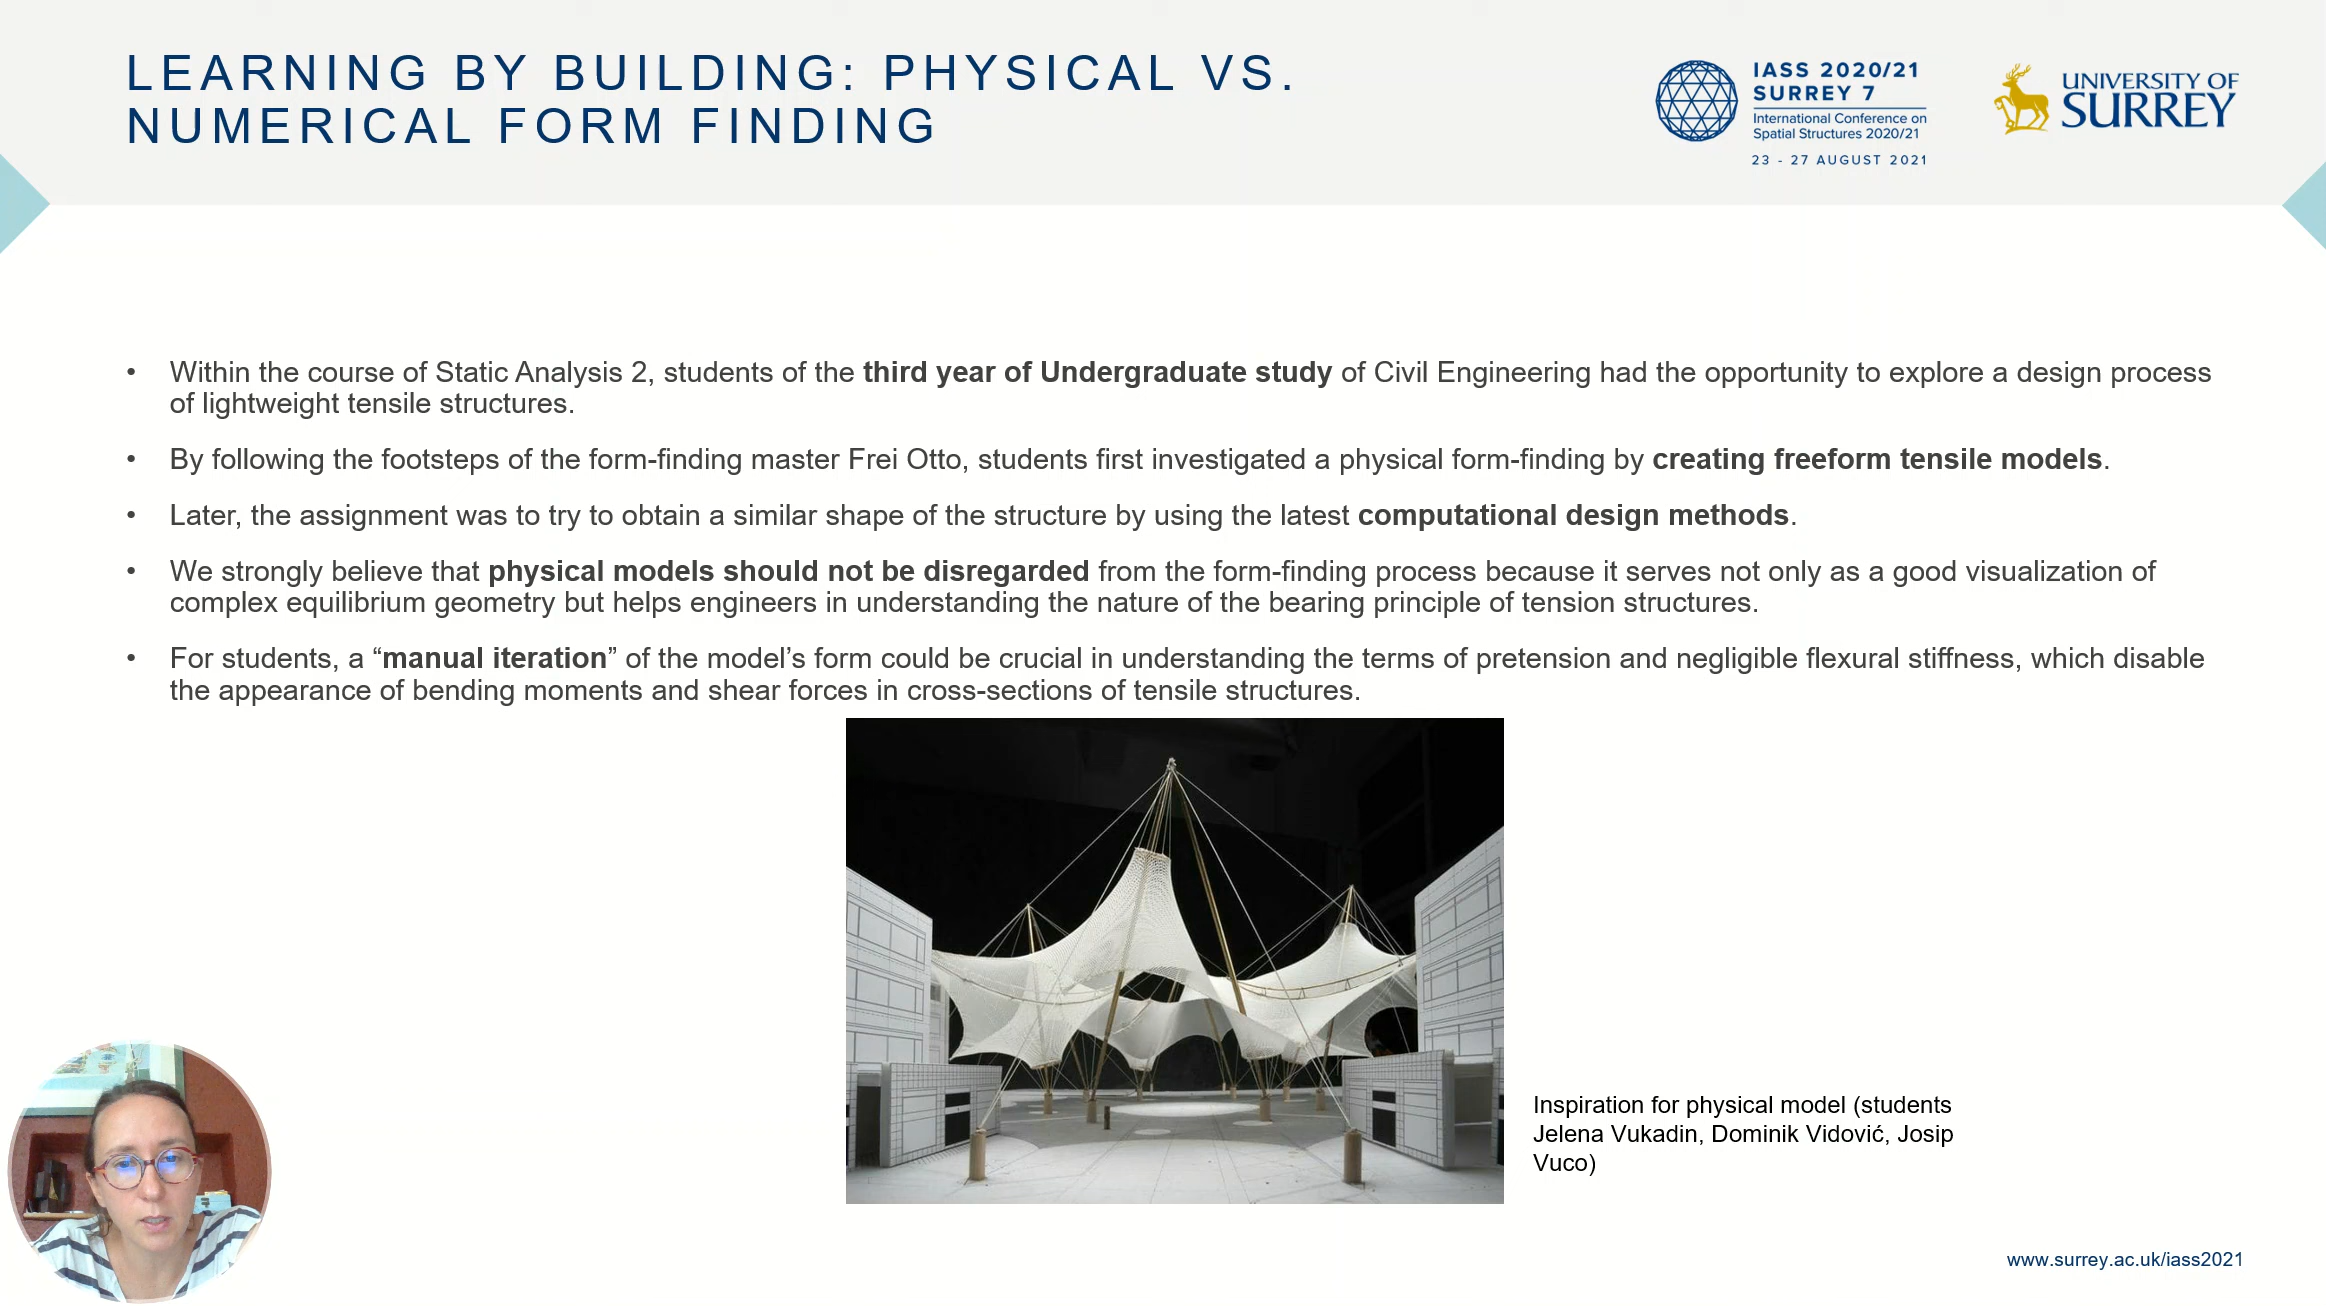 LEARNING BY BUILDING: PHYSICAL VS.
NUMERICAL FORM FINDING
IASS 2020/21
SURREY 7
International Conference on
Spatial Structures 2020/21
23 - 27 AUGUST 2021
UNIVERSITY OF
SURREY
• Within the course of Static Analysis 2, students of the third year of Undergraduate study of Civil Engineering had the opportunity to explore a design process
of lightweight tensile structures.
• By following the footsteps of the form-finding master Frei Otto, students first investigated a physical form-finding by creating freeform tensile models.
• Later, the assignment was to try to obtain a similar shape of the structure by using the latest computational design methods.
• We strongly believe that physical models should not be disregarded from the form-finding process because it serves not only as a good visualization of
complex equilibrium geometry but helps engineers in understanding the nature of the bearing principle of tension structures.
• For students, a “manual iteration” of the model’s form could be crucial in understanding the terms of pretension and negligible flexural stiffness, which disable
the appearance of bending moments and shear forces in cross-sections of tensile structures.
Inspiration for physical model (students
Jelena Vukadin, Dominik Vidović, Josip
Vuco)
www.surrey.ac.uk/iass2021